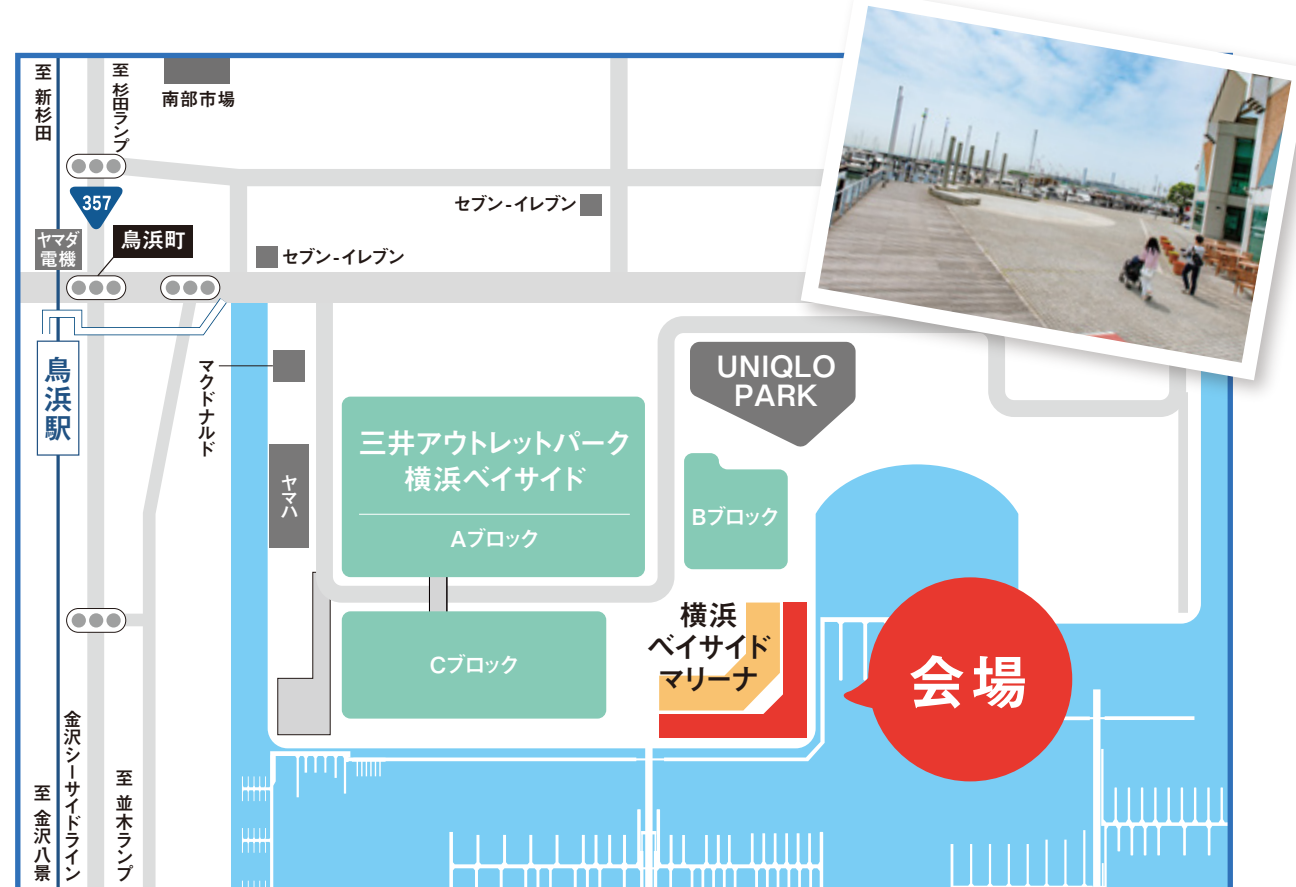 至 新杉田
至 杉田ランプ
南部市場
357
ヤマダ
電機
鳥浜町
セブン-イレブン
セブン-イレブン
鳥浜駅
マクドナルド
ヤマハ
三井アウトレットパーク
横浜ベイサイド
Aブロック
UNIQLO
PARK
Bブロック
Cブロック
横浜
ベイサイド
マリーナ
会場
金沢シーサイドライン
至 金沢八景
至 並木ランプ